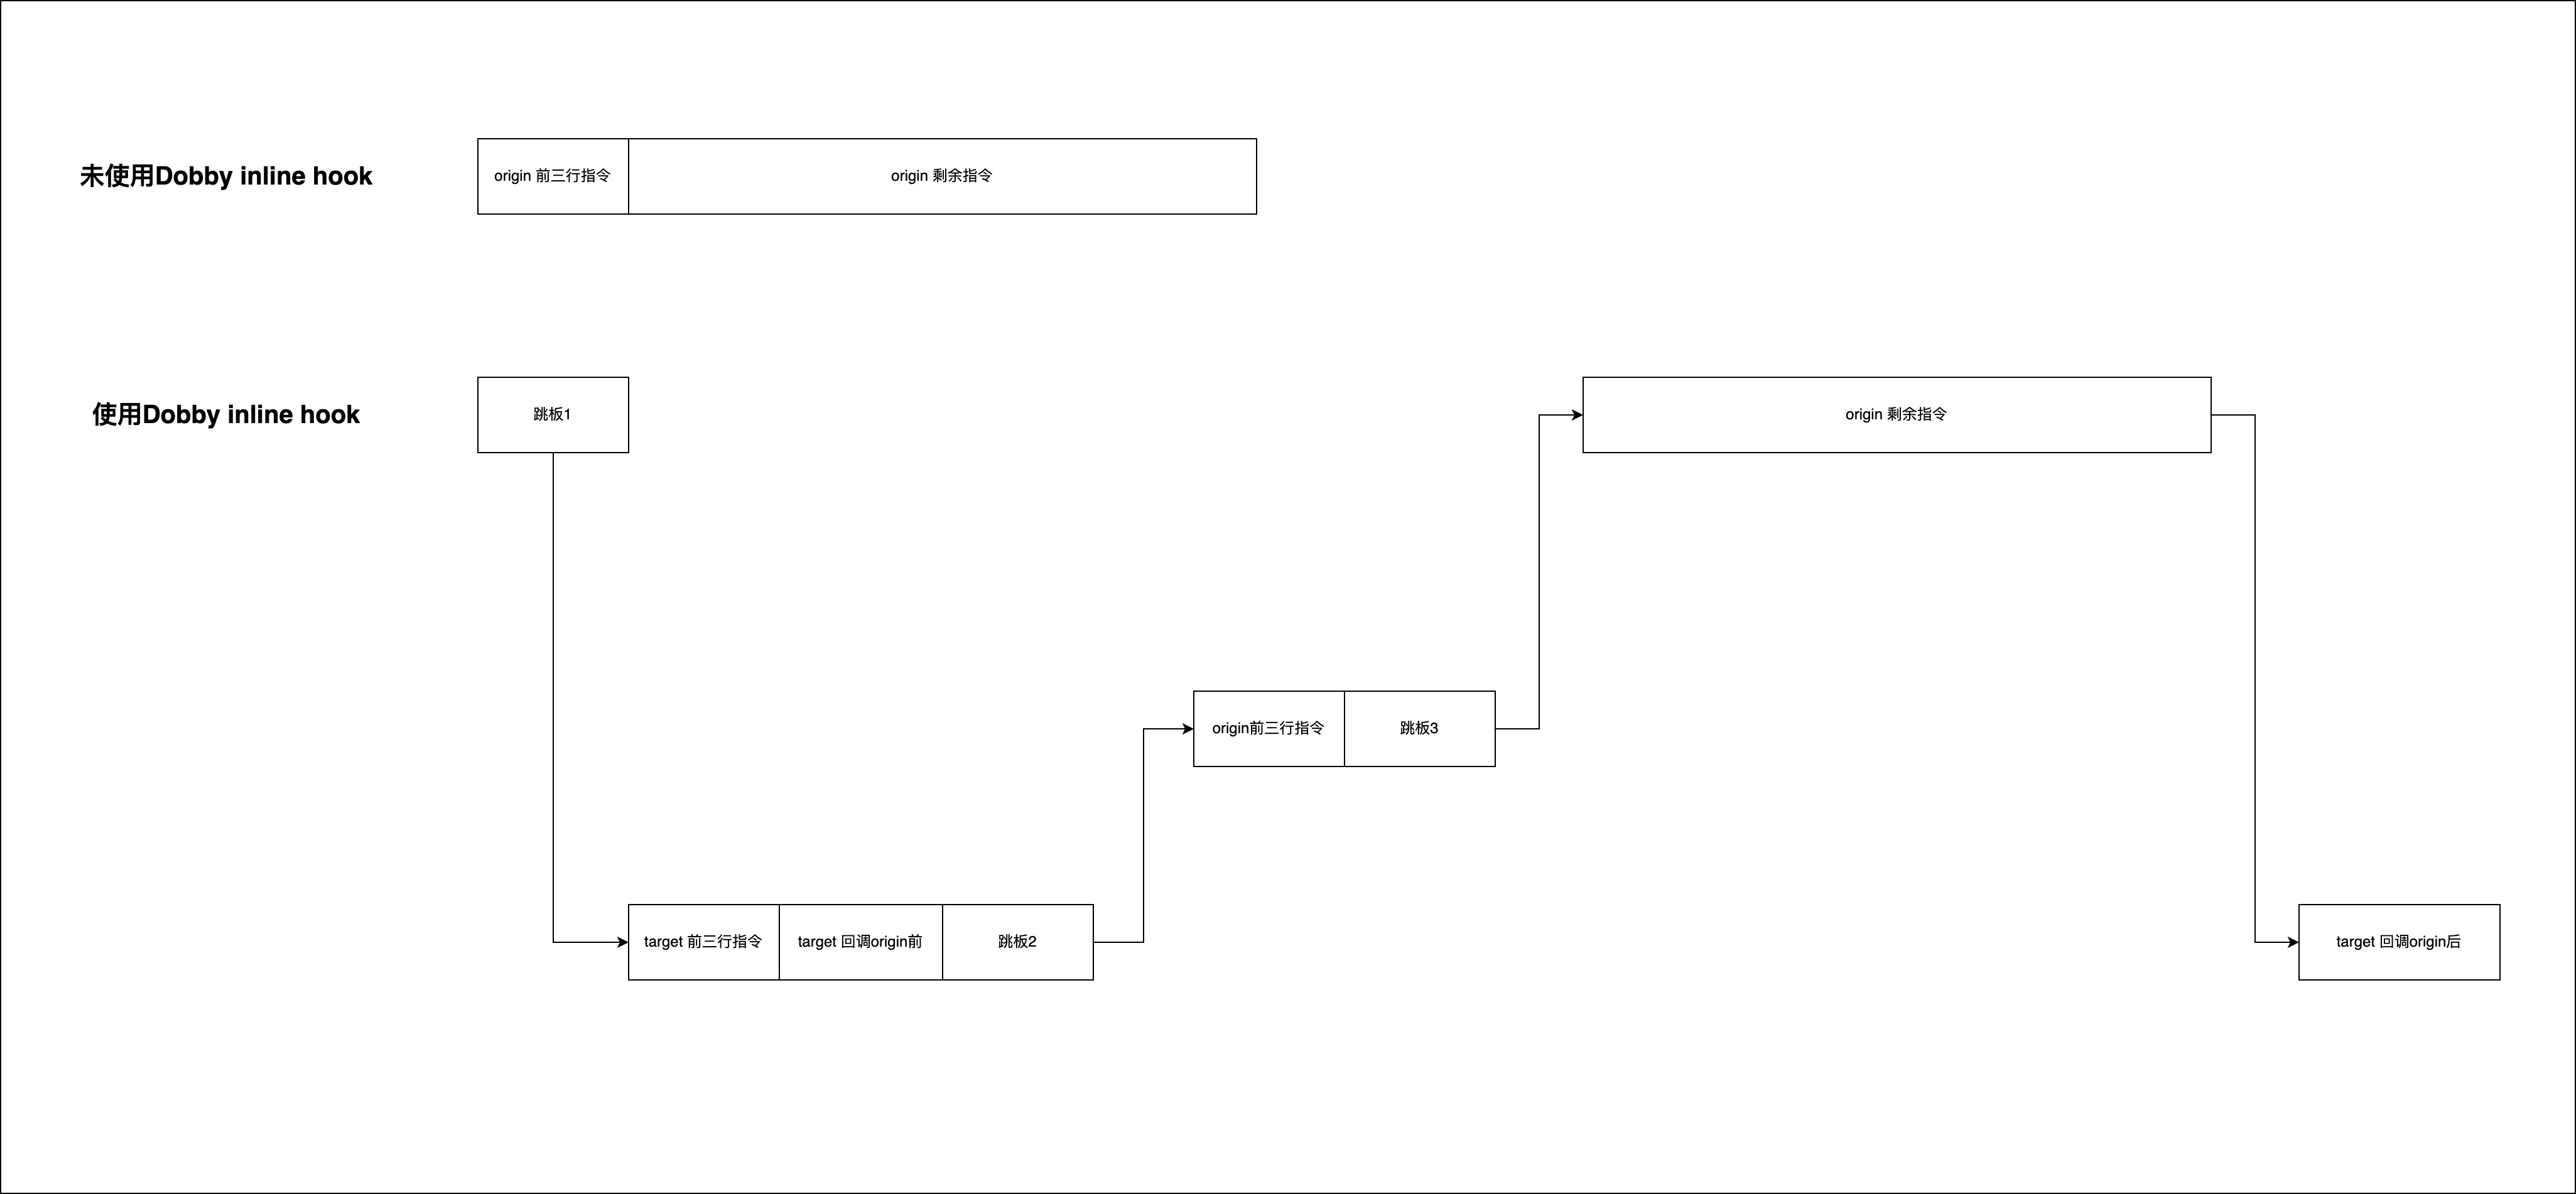 未使用Dobby inline hook
origin 前三行指令
origin 剩余指令
使用Dobby inline hook
跳板1
origin 剩余指令
origin前三行指令
跳板3
target 前三行指令
target 回调origin前
跳板2
target 回调origin后